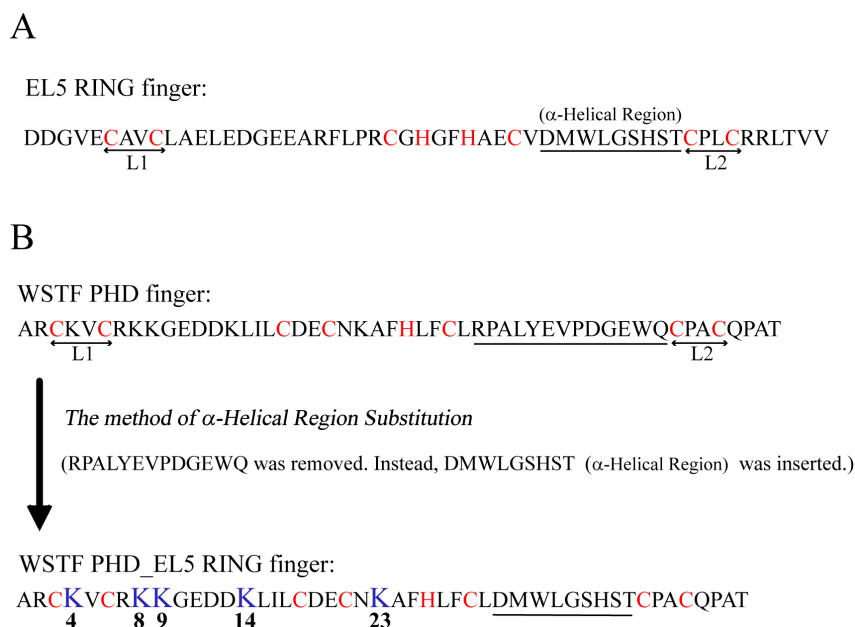 A
EL5 RING finger:
(α-Helical Region)
DDGVECAVCLAELEDGEEARFLPRCGHGFHAECVDMWLGSHSTCPLCRRLTVV
L1 L2
B
WSTF PHD finger:
ARCKVCRKKGEDDKLILCDECNKAFHLFCLRPALYEVPDGEWQCPACQPAT
L1 L2
The method of α-Helical Region Substitution
(RPALYEVPDGEWQ was removed. Instead, DMWLGSHST (α-Helical Region) was inserted.)
WSTF PHD_EL5 RING finger:
ARCKVCRKKGEDDKLILCDECNKAFHLFCLDMWLGSHSTCPACQPAT
4 8 9 14 23